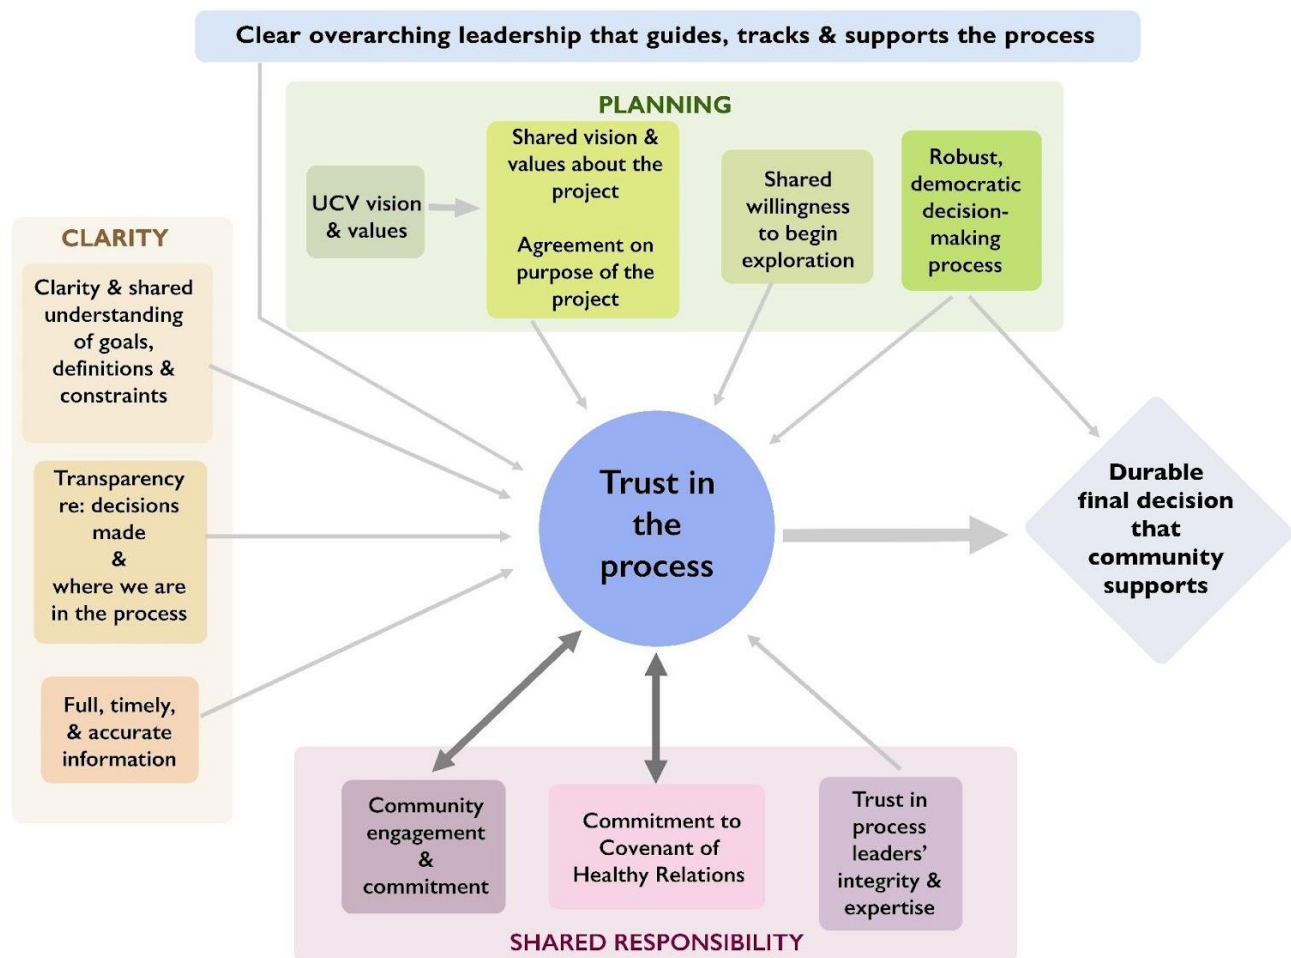 Clear overarching leadership that guides, tracks & supports the process
PLANNING
UCV vision
& values
Shared vision &
values about the
project
Agreement on
purpose of the
project
Shared
willingness
to begin
exploration
Robust,
democratic
decision-
making
process
CLARITY
Clarity & shared
understanding
of goals,
definitions &
constraints
Transparency
re: decisions
made
&
where we are
in the process
Full, timely,
& accurate
information
Trust in
the
process
Durable
final decision
that
community
supports
Community
engagement
&
commitment
Commitment to
Covenant of
Healthy Relations
Trust in
process
leaders’
integrity &
expertise
SHARED RESPONSIBILITY